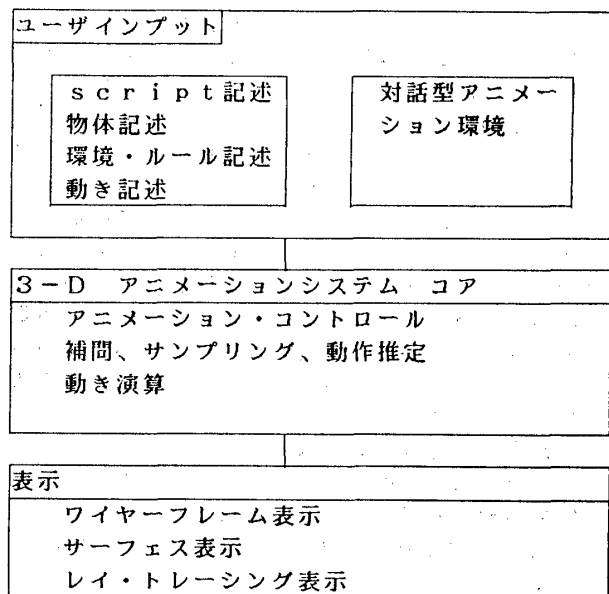 ユーザインプット
ｓｃｒｉｐｔ記述
物体記述
環境・ルール記述
動き記述
対話型アニメー
ション環境
３－Ｄ　アニメーションシステム　コア
アニメーション・コントロール
補間、サンプリング、動作推定
動き演算
表示
ワイヤーフレーム表示
サーフェス表示
レイ・トレーシング表示